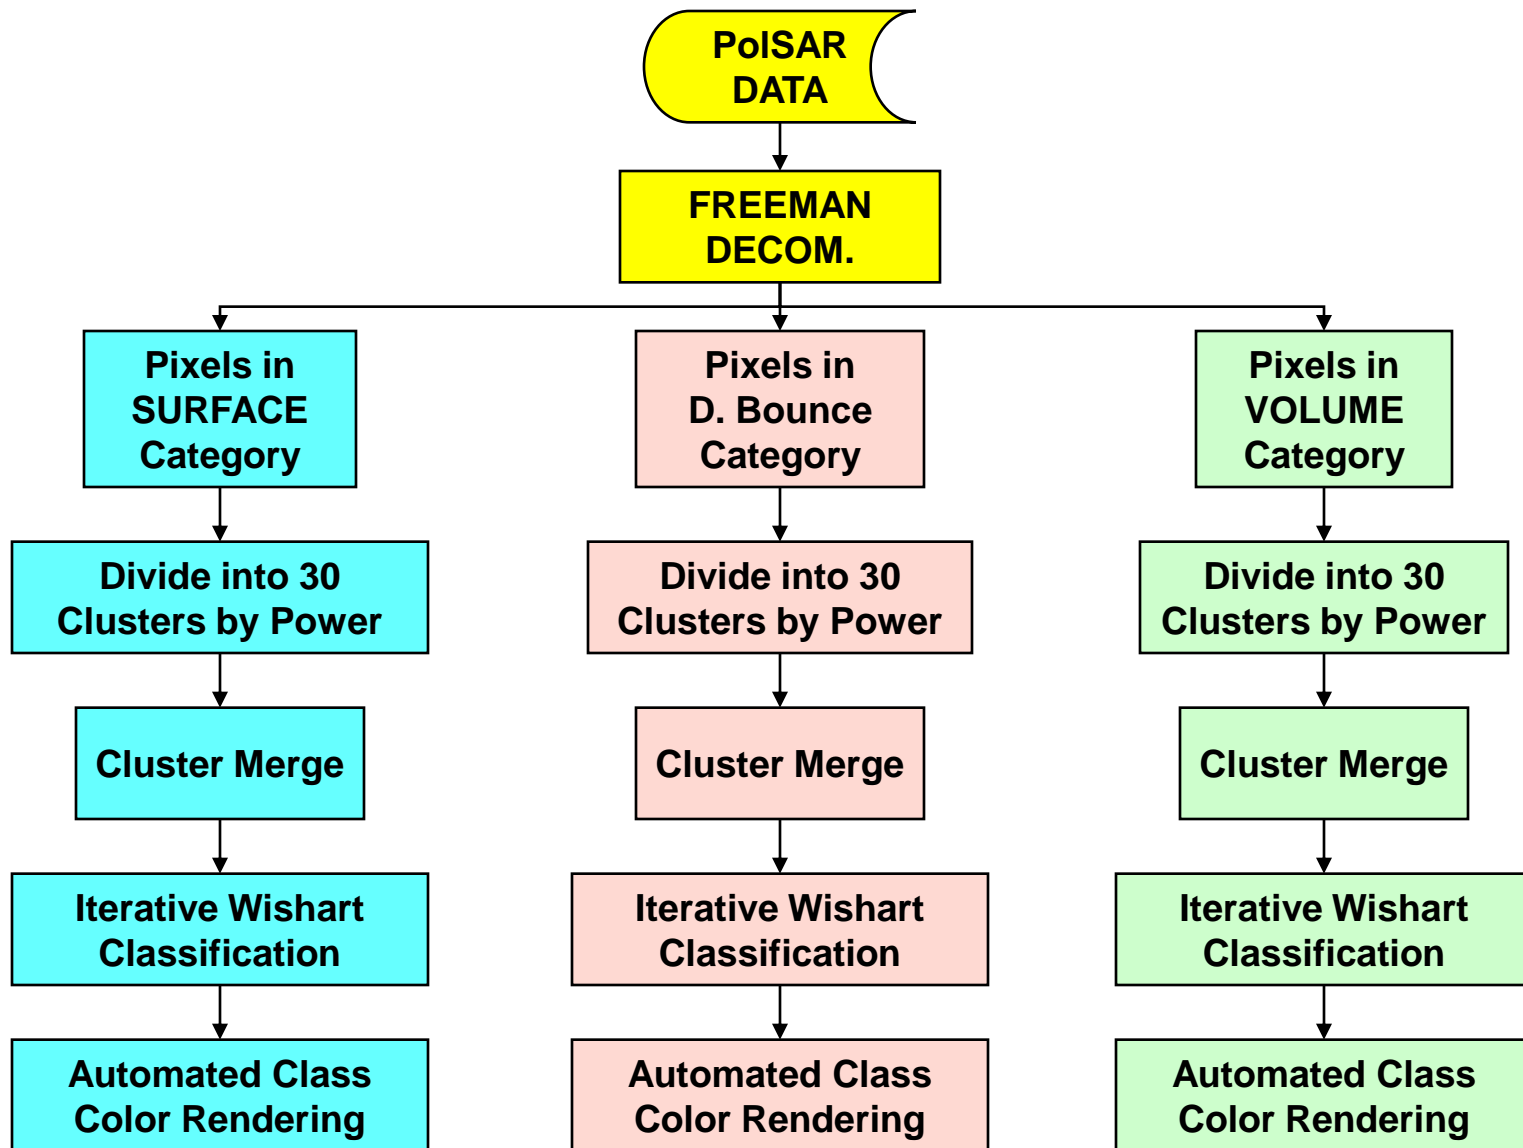 PolSAR
DATA
FREEMAN
DECOM.
Pixels in
SURFACE
Category
Pixels in
D. Bounce
Category
Pixels in
VOLUME
Category
Divide into 30
Clusters by Power
Divide into 30
Clusters by Power
Divide into 30
Clusters by Power
Cluster Merge
Cluster Merge
Cluster Merge
Iterative Wishart
Classification
Iterative Wishart
Classification
Iterative Wishart
Classification
Automated Class
Color Rendering
Automated Class
Color Rendering
Automated Class
Color Rendering